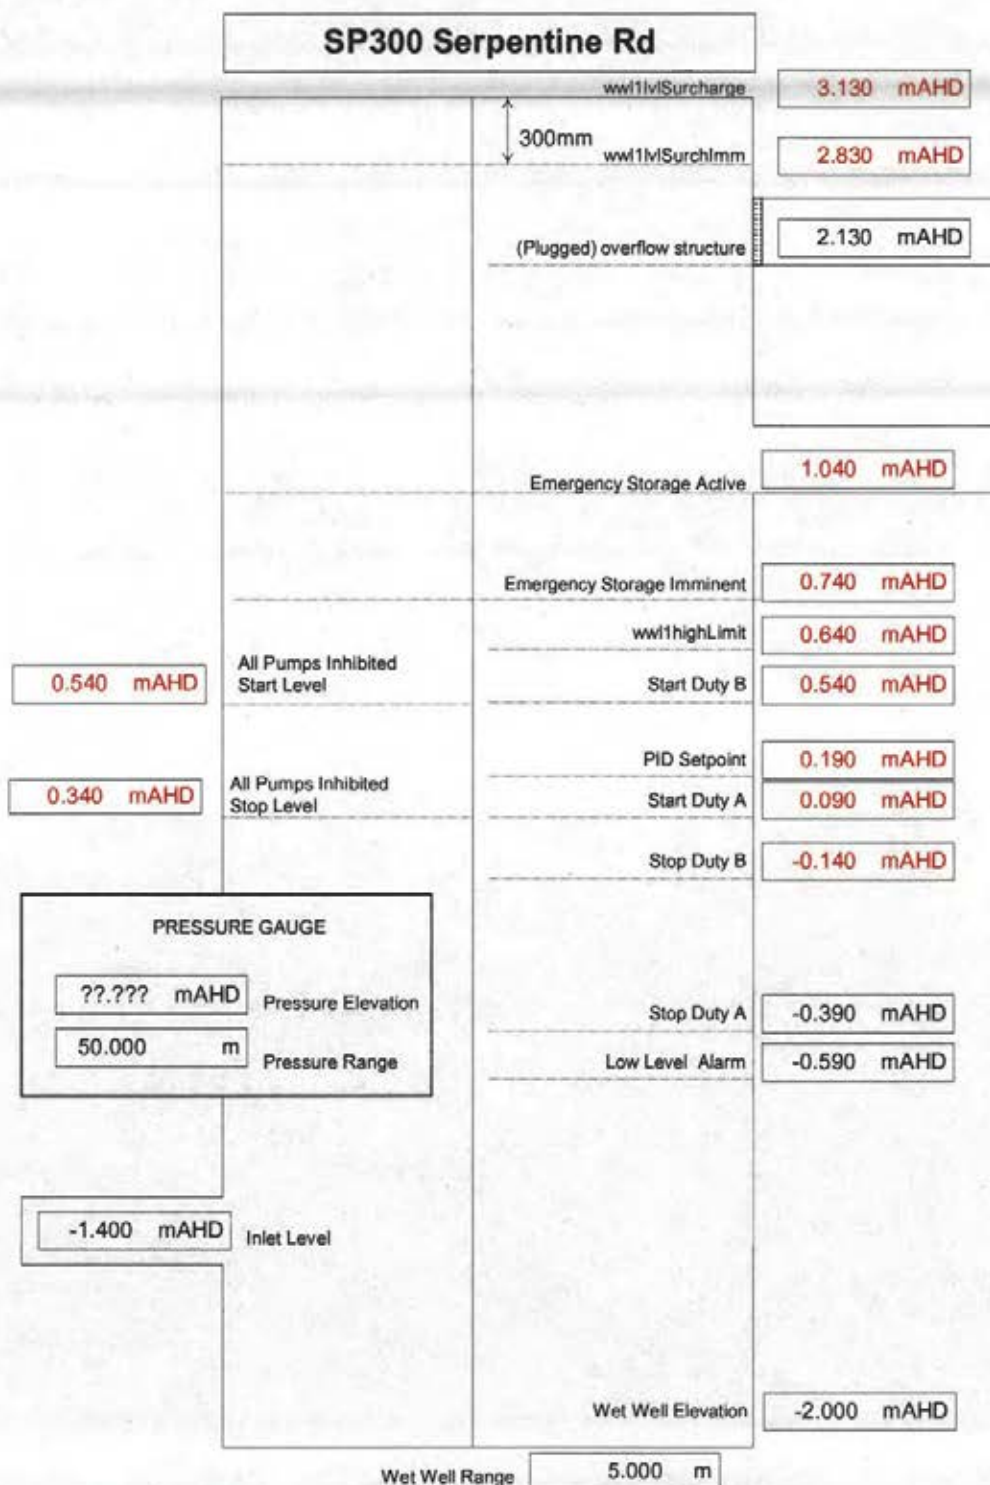 SP300 Serpentine Rd
wwl1lvlSurcharge 3.130 mAHD
300mm
wwl1lvlSurchImm 2.830 mAHD
(Plugged) overflow structure 2.130 mAHD
Emergency Storage Active 1.040 mAHD
Emergency Storage Imminent 0.740 mAHD
wwl1highLimit 0.640 mAHD
0.540 mAHD All Pumps Inhibited
Start Level
Start Duty B 0.540 mAHD
PID Setpoint 0.190 mAHD
0.340 mAHD All Pumps Inhibited
Stop Level
Start Duty A 0.090 mAHD
Stop Duty B -0.140 mAHD
PRESSURE GAUGE
??.??? mAHD Pressure Elevation
50.000 m Pressure Range
Stop Duty A -0.390 mAHD
Low Level Alarm -0.590 mAHD
-1.400 mAHD Inlet Level
Wet Well Elevation -2.000 mAHD
Wet Well Range 5.000 m